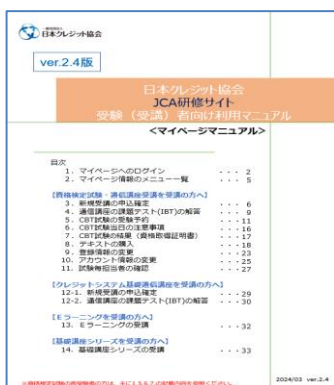 一般社団法人
日本クレジット協会
ver.2.4版
日本クレジット協会
JCA研修サイト
受験（受講）者向け利用マニュアル
＜マイページマニュアル＞
目次
1．マイページへのログイン ・・・ 2
2．マイページ情報のメニュー一覧 ・・・ 5
【資格検定試験・通信講座受講を受講の方へ】
3．新規受講の申込確定 ・・・ 6
4．通信講座の課題テスト(IBT)の解答 ・・・ 9
5．CBT試験の受験予約 ・・・11
6．CBT試験当日の注意事項 ・・・16
7．CBT試験の結果（資格取得証明書） ・・・17
8．テキストの購入 ・・・18
9．登録情報の変更 ・・・23
10．アカウント情報の変更 ・・・25
11．試験毎担当者の確認 ・・・27
【クレジットシステム基礎通信講座を受講の方へ】
12-1．新規受講の申込確定 ・・・29
12-2．通信講座の課題テスト(IBT)の解答 ・・・30
【Ｅラーニングを受講の方へ】
13．Ｅラーニングの受講 ・・・32
【基礎講座シリーズを受講の方へ】
14．基礎講座シリーズの受講 ・・・33
2024/03 ver.2.4